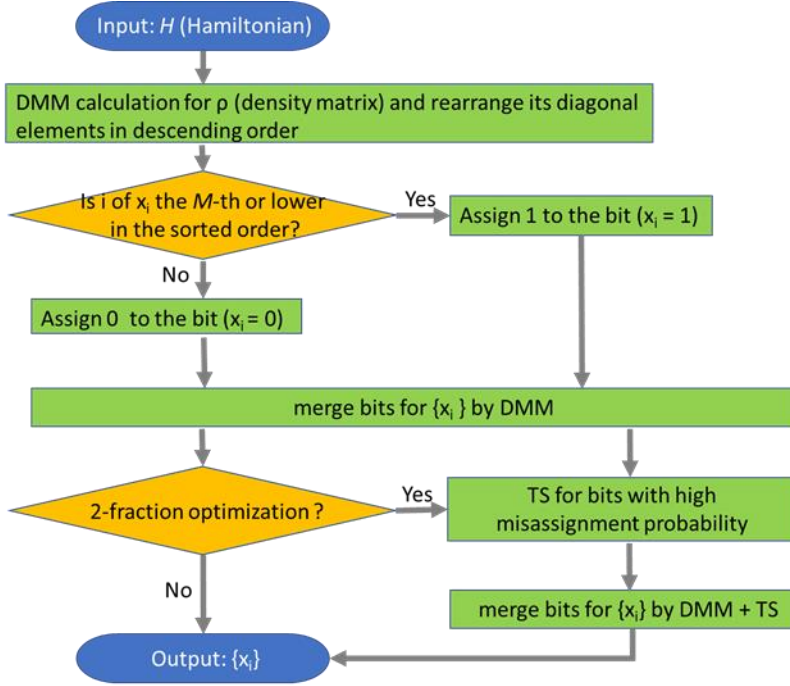 Input: H (Hamiltonian)
DMM calculation for ρ (density matrix) and rearrange its diagonal
elements in descending order
Is i of xᵢ the M-th or lower
in the sorted order?
Yes
Assign 1 to the bit (xᵢ = 1)
No
Assign 0 to the bit (xᵢ = 0)
merge bits for {xᵢ } by DMM
2-fraction optimization ?
Yes
TS for bits with high
misassignment probability
No
merge bits for {xᵢ} by DMM + TS
Output: {xᵢ}